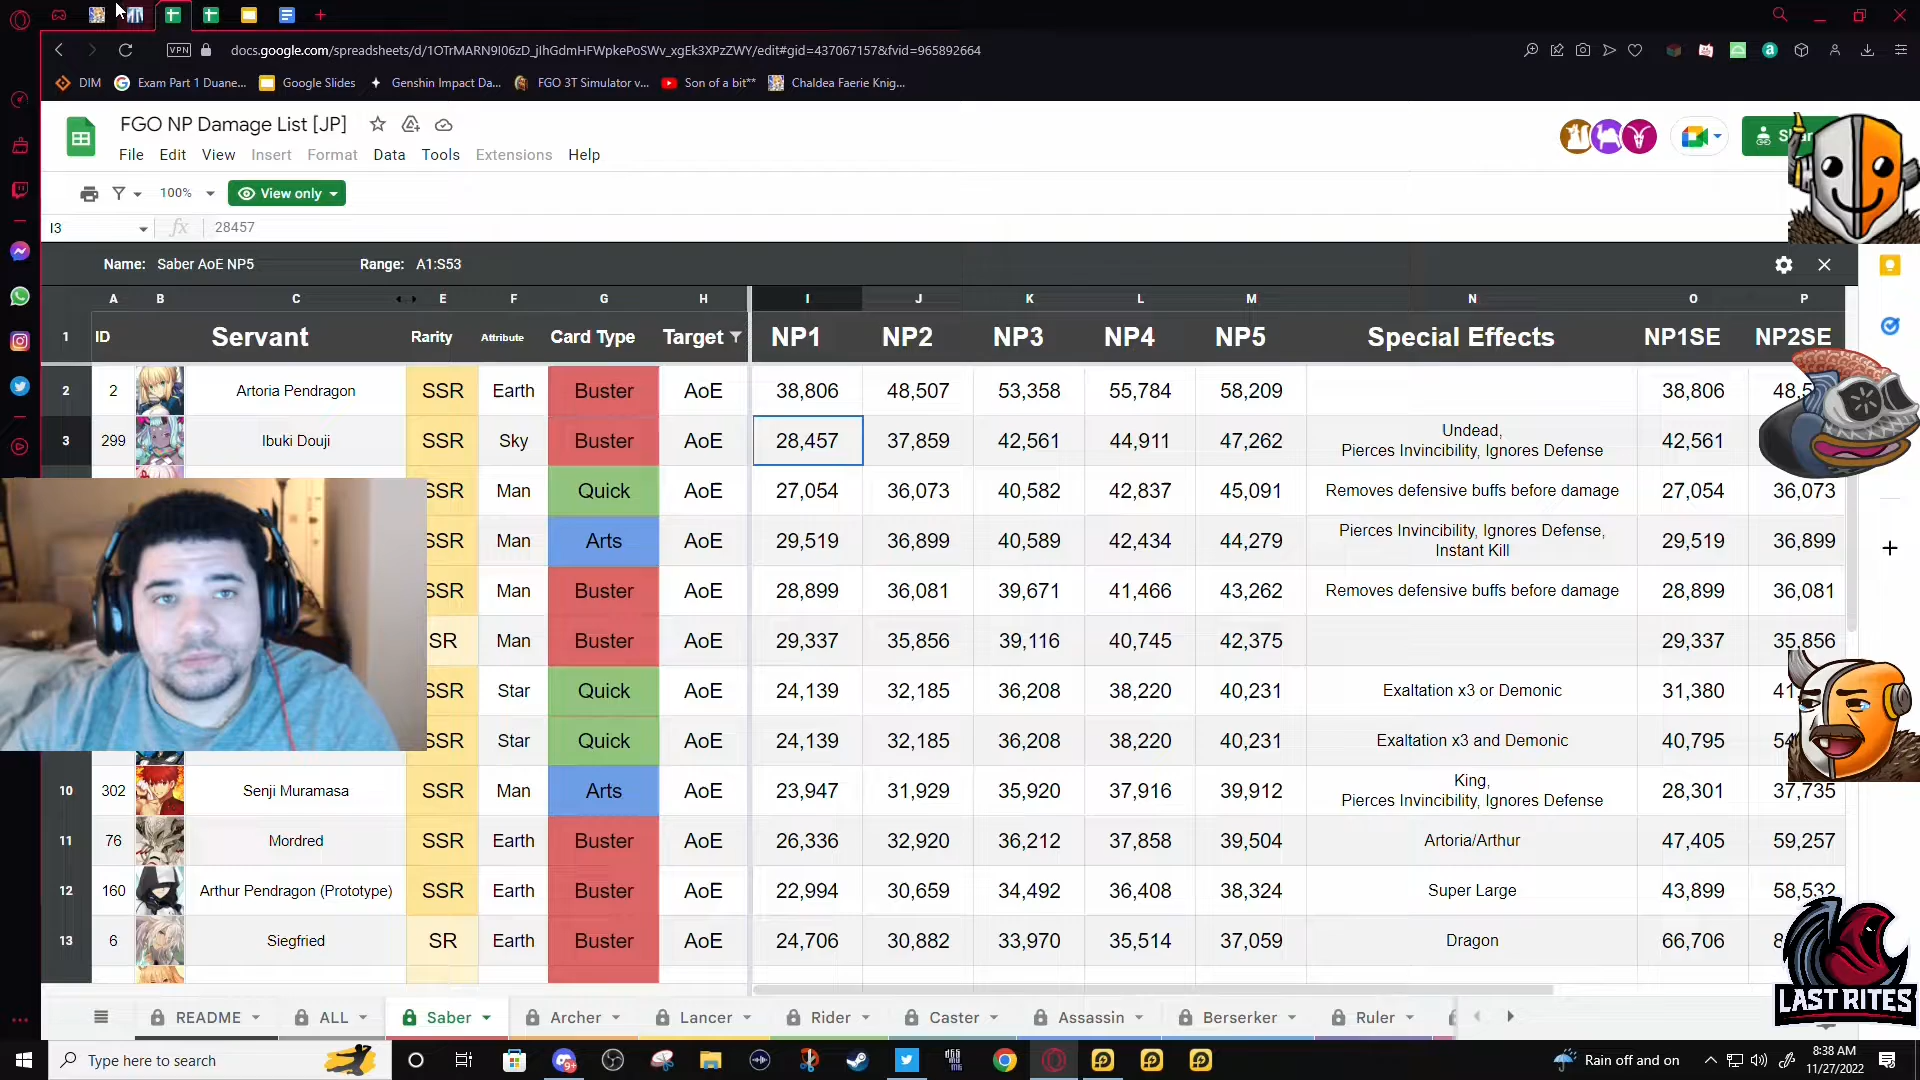 docs.google.com/spreadsheets/d/1OTrMARN9I06zD_jIhGdmHFWpkePoSWv_xgEk3XPzZWY/edit#gid=437067157&fvid=965892664
VPN
DIM
Exam Part 1 Duane...
Google Slides
Genshin Impact Da...
FGO 3T Simulator v...
Son of a bit**
Chaldea Faerie Knig...
FGO NP Damage List [JP]
File Edit View Insert Format Data Tools Extensions Help
100% View only
I3 fx 28457
Name: Saber AoE NP5 Range: A1:S53
A B C E F G H I J K L M N O P
1 ID Servant Rarity Attribute Card Type Target NP1 NP2 NP3 NP4 NP5 Special Effects NP1SE NP2SE
2 2 Artoria Pendragon SSR Earth Buster AoE 38,806 48,507 53,358 55,784 58,209 38,806
3 299 Ibuki Douji SSR Sky Buster AoE 28,457 37,859 42,561 44,911 47,262 Undead,
Pierces Invincibility, Ignores Defense 42,561
SSR Man Quick AoE 27,054 36,073 40,582 42,837 45,091 Removes defensive buffs before damage 27,054 36,073
SSR Man Arts AoE 29,519 36,899 40,589 42,434 44,279 Pierces Invincibility, Ignores Defense,
Instant Kill 29,519 36,899
SSR Man Buster AoE 28,899 36,081 39,671 41,466 43,262 Removes defensive buffs before damage 28,899 36,081
SR Man Buster AoE 29,337 35,856 39,116 40,745 42,375 29,337 35,856
SSR Star Quick AoE 24,139 32,185 36,208 38,220 40,231 Exaltation x3 or Demonic 31,380
SSR Star Quick AoE 24,139 32,185 36,208 38,220 40,231 Exaltation x3 and Demonic 40,795
10 302 Senji Muramasa SSR Man Arts AoE 23,947 31,929 35,920 37,916 39,912 King,
Pierces Invincibility, Ignores Defense 28,301 37,735
11 76 Mordred SSR Earth Buster AoE 26,336 32,920 36,212 37,858 39,504 Artoria/Arthur 47,405 59,257
12 160 Arthur Pendragon (Prototype) SSR Earth Buster AoE 22,994 30,659 34,492 36,408 38,324 Super Large 43,899 58,532
13 6 Siegfried SR Earth Buster AoE 24,706 30,882 33,970 35,514 37,059 Dragon 66,706
LAST RITES
README ALL Saber Archer Lancer Rider Caster Assassin Berserker Ruler
Type here to search
Rain off and on
8:38 AM
11/27/2022